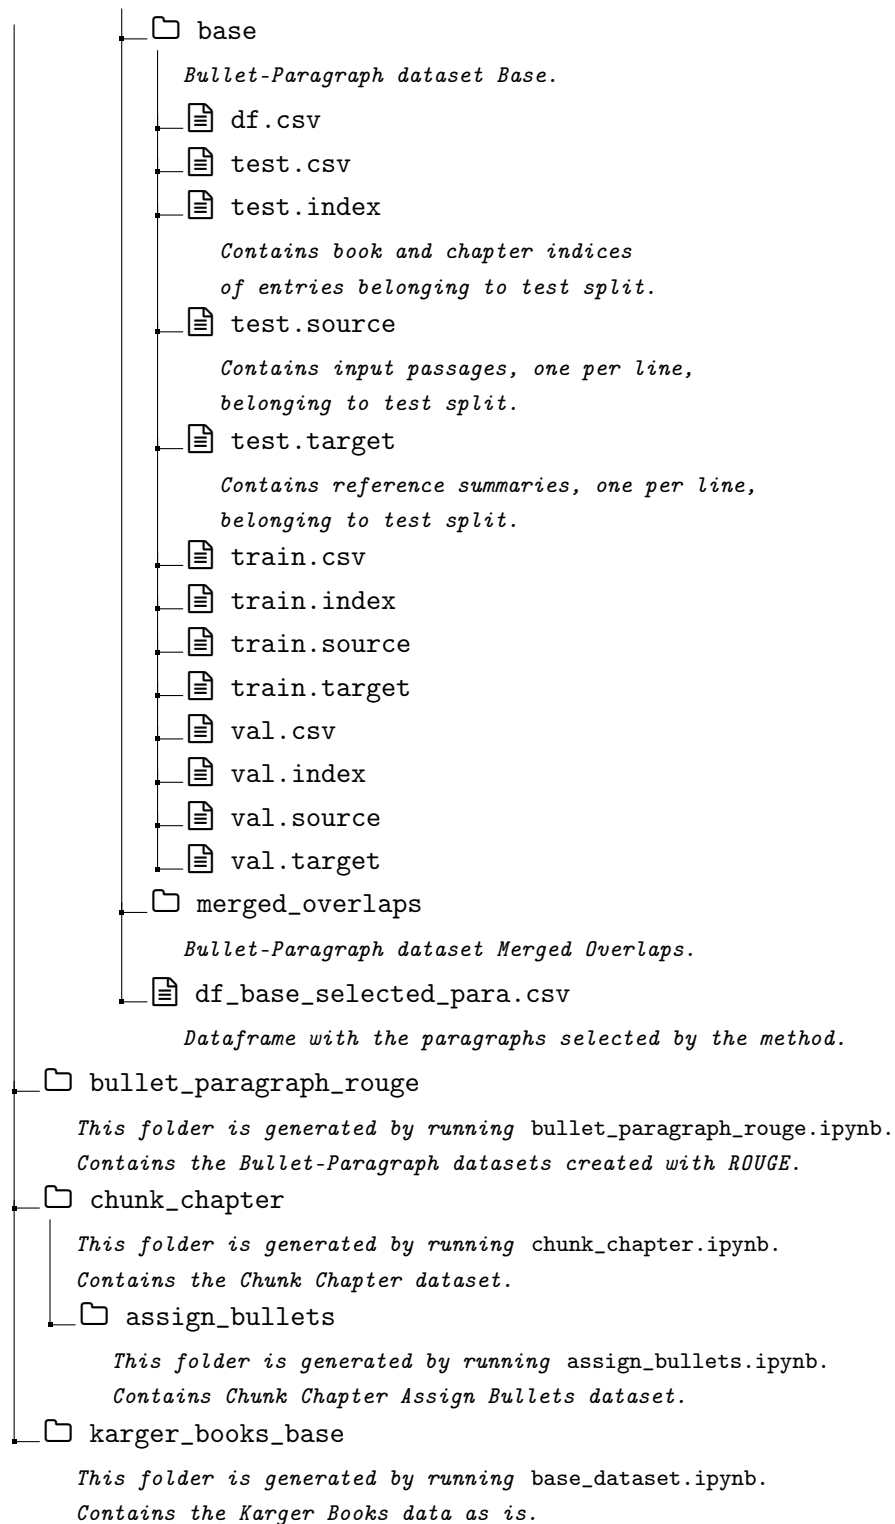 base
Bullet-Paragraph dataset Base.
df.csv
test.csv
test.index
Contains book and chapter indices
of entries belonging to test split.
test.source
Contains input passages, one per line,
belonging to test split.
test.target
Contains reference summaries, one per line,
belonging to test split.
train.csv
train.index
train.source
train.target
val.csv
val.index
val.source
val.target
merged_overlaps
Bullet-Paragraph dataset Merged Overlaps.
df_base_selected_para.csv
Dataframe with the paragraphs selected by the method.
bullet_paragraph_rouge
This folder is generated by running bullet_paragraph_rouge.ipynb.
Contains the Bullet-Paragraph datasets created with ROUGE.
chunk_chapter
This folder is generated by running chunk_chapter.ipynb.
Contains the Chunk Chapter dataset.
assign_bullets
This folder is generated by running assign_bullets.ipynb.
Contains Chunk Chapter Assign Bullets dataset.
karger_books_base
This folder is generated by running base_dataset.ipynb.
Contains the Karger Books data as is.